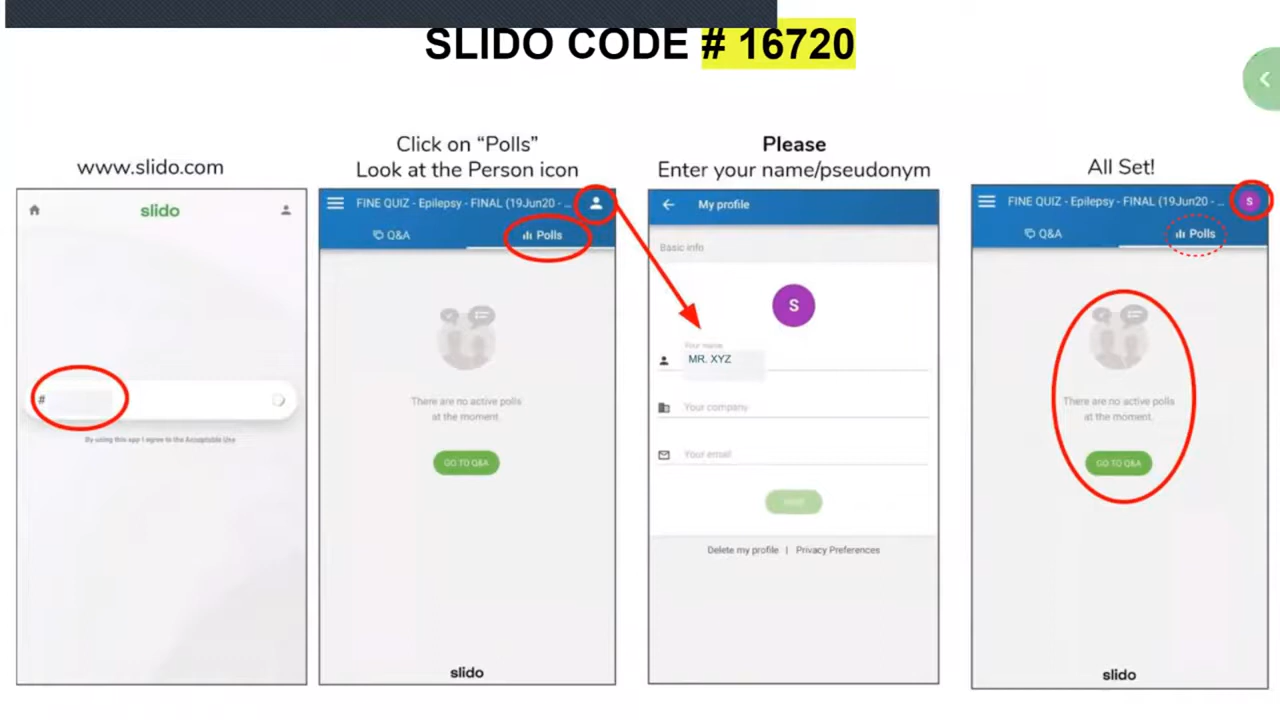 SLIDO CODE # 16720
www.slido.com
slido
#
By using this app I agree to the Acceptable Use
Click on “Polls”
Look at the Person icon
FINE QUIZ - Epilepsy - FINAL (19Jun20 - ...
Q&A
Polls
There are no active polls
at the moment.
GO TO Q&A
slido
Please
Enter your name/pseudonym
My profile
Basic info
S
Your name
MR. XYZ
Your company
Your email
Delete my profile | Privacy Preferences
All Set!
FINE QUIZ - Epilepsy - FINAL (19Jun20 - ...
S
Q&A
Polls
There are no active polls
at the moment.
GO TO Q&A
slido